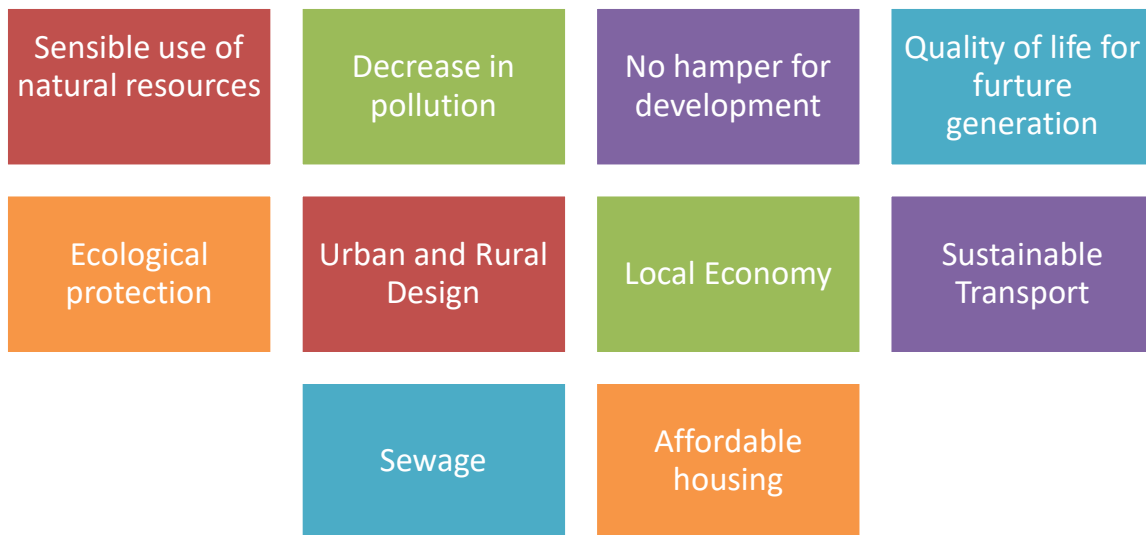 Sensible use of
natural resources
Decrease in
pollution
No hamper for
development
Quality of life for
furture
generation
Ecological
protection
Urban and Rural
Design
Local Economy
Sustainable
Transport
Sewage
Affordable
housing